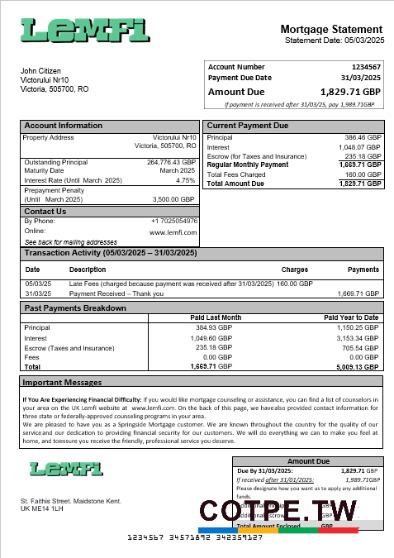 LemFi
Mortgage Statement
Statement Date: 05/03/2025
John Citizen
Victorului Nr10
Victoria, 505700, RO
Account Number 1234567
Payment Due Date 31/03/2025
Amount Due 1,829.71 GBP
If payment is received after 31/03/25, pay 1,989.71GBP
Account Information
Property Address Victorului Nr10
Victoria, 505700, RO
Outstanding Principal 264,776.43 GBP
Maturity Date March 2025
Interest Rate (Until March 2025) 4.75%
Prepayment Penalty
(Until March 2025) 3,500.00 GBP
Contact Us
By Phone: +1 7025054976
Online: www.lemfi.com
See back for mailing addresses
Current Payment Due
Principal 386.46 GBP
Interest 1,048.07 GBP
Escrow (for Taxes and Insurance) 235.18 GBP
Regular Monthly Payment 1,669.71 GBP
Total Fees Charged 160.00 GBP
Total Amount Due 1,829.71 GBP
Transaction Activity (05/03/2025 – 31/03/2025)
Date Description Charges Payments
05/03/25 Late Fees (charged because payment was received after 31/03/2025) 160.00 GBP
31/03/25 Payment Received – Thank you 1,669.71 GBP
Past Payments Breakdown
Paid Last Month Paid Year to Date
Principal 384.93 GBP 1,150.25 GBP
Interest 1,049.60 GBP 3,153.34 GBP
Escrow (Taxes and Insurance) 235.18 GBP 705.54 GBP
Fees 0.00 GBP 0.00 GBP
Total 1,669.71 GBP 5,009.13 GBP
Important Messages
If You Are Experiencing Financial Difficulty: If you would like mortgage counseling or assistance, you can find a list of counselors in
your area on the UK Lemfi website at www.lemfi.com. On the back of this page, we havealso provided contact information for
three state or federally-approved counseling programs in your area.
We are pleased to have you as a Springside Mortgage customer. We are known throughout the country for the quality of our
serviceand our dedication to providing financial security for our customers. We will do everything we can to make you feel at
home, and toensure you receive the friendly, professional service you deserve.
LemFi
St. Faithis Street. Maidstone Kent.
UK ME14 1LH
Amount Due
Due By 31/03/2025: 1,829.71 GBP
If received after 31/01/25: 1,989.71GBP
Please designate how you want us to apply any additional
funds.
Total Amount Enclosed GBP
COTPE.TW
1234567 34571892 342359127